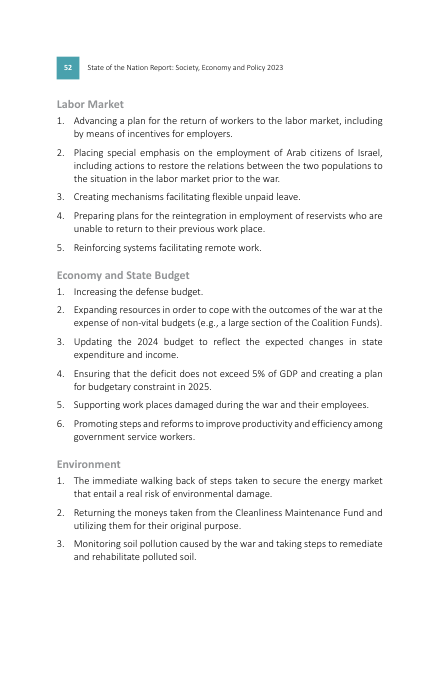 52
State of the Nation Report: Society, Economy and Policy 2023
Labor Market
1. Advancing a plan for the return of workers to the labor market, including
by means of incentives for employers.
2. Placing special emphasis on the employment of Arab citizens of Israel,
including actions to restore the relations between the two populations to
the situation in the labor market prior to the war.
3. Creating mechanisms facilitating flexible unpaid leave.
4. Preparing plans for the reintegration in employment of reservists who are
unable to return to their previous work place.
5. Reinforcing systems facilitating remote work.
Economy and State Budget
1. Increasing the defense budget.
2. Expanding resources in order to cope with the outcomes of the war at the
expense of non-vital budgets (e.g., a large section of the Coalition Funds).
3. Updating the 2024 budget to reflect the expected changes in state
expenditure and income.
4. Ensuring that the deficit does not exceed 5% of GDP and creating a plan
for budgetary constraint in 2025.
5. Supporting work places damaged during the war and their employees.
6. Promoting steps and reforms to improve productivity and efficiency among
government service workers.
Environment
1. The immediate walking back of steps taken to secure the energy market
that entail a real risk of environmental damage.
2. Returning the moneys taken from the Cleanliness Maintenance Fund and
utilizing them for their original purpose.
3. Monitoring soil pollution caused by the war and taking steps to remediate
and rehabilitate polluted soil.